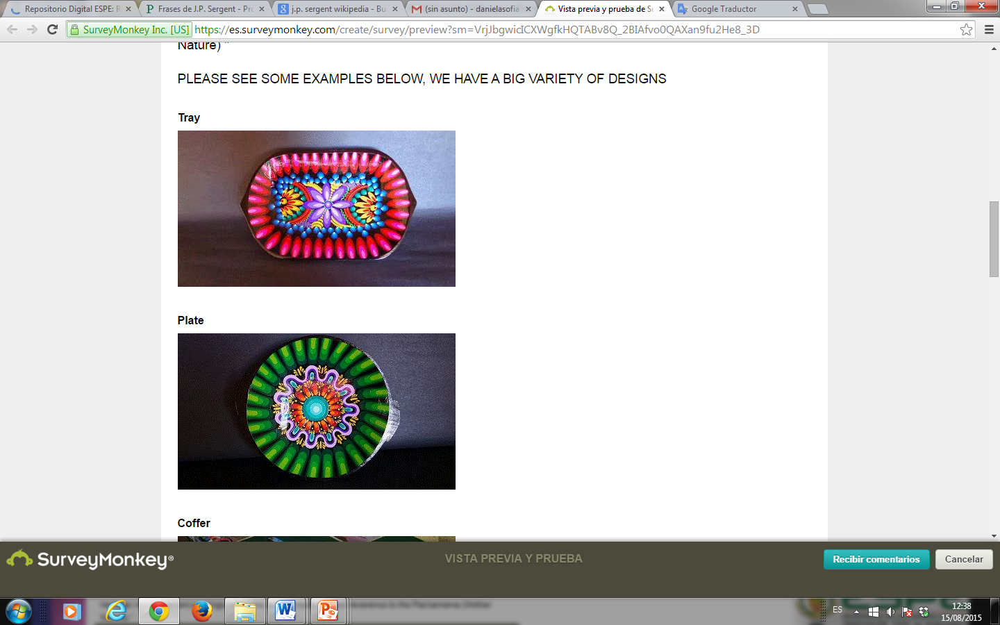 Repositorio Digital ESPE: R
Frases de J.P. Sergent - Pro
j.p. sergent wikipedia - Bu
(sin asunto) - danielasofia
Vista previa y prueba de Su
Google Traductor
SurveyMonkey Inc. [US] https://es.surveymonkey.com/create/survey/preview?sm=VrjJbgwicICXWgfkHQTABv8Q_2BIAfvo0QAXan9fu2He8_3D
Nature) "
PLEASE SEE SOME EXAMPLES BELOW, WE HAVE A BIG VARIETY OF DESIGNS
Tray
Plate
Coffer
SurveyMonkey®
VISTA PREVIA Y PRUEBA
Recibir comentarios
Cancelar
ES
12:38
15/08/2015